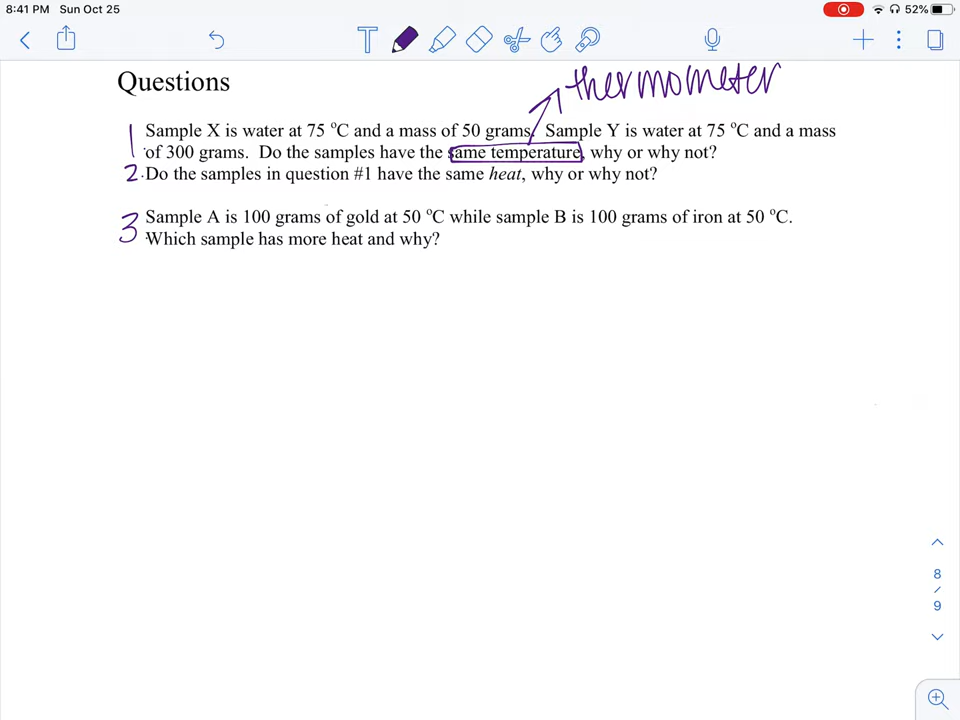 8:41 PM Sun Oct 25
52%
T
Questions
thermometer
1 Sample X is water at 75 °C and a mass of 50 grams. Sample Y is water at 75 °C and a mass
of 300 grams. Do the samples have the same temperature, why or why not?
2. Do the samples in question #1 have the same heat, why or why not?
3 Sample A is 100 grams of gold at 50 °C while sample B is 100 grams of iron at 50 °C.
Which sample has more heat and why?
8
/
9